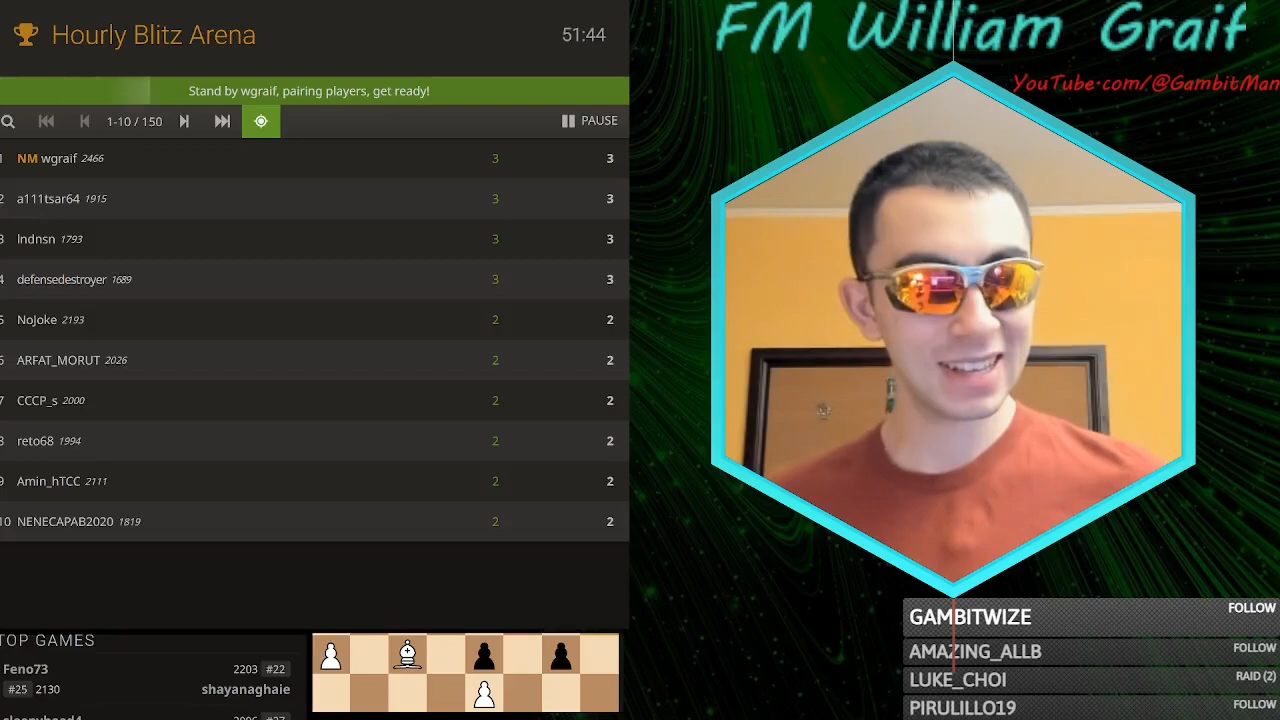 Hourly Blitz Arena 51:44
Stand by wgraif, pairing players, get ready!
1-10 / 150 PAUSE
1 NM wgraif 2466 3 3
2 a111tsar64 1915 3 3
3 lndnsn 1793 3 3
4 defensedestroyer 1689 3 3
5 NoJoke 2193 2 2
6 ARFAT_MORUT 2026 2 2
7 CCCP_s 2000 2 2
8 reto68 1994 2 2
9 Amin_hTCC 2111 2 2
10 NENECAPAB2020 1819 2 2
TOP GAMES
Feno73 2203 #22
#25 2130 shayanaghaie
FM William Graif
YouTube.com/@GambitMan
GAMBITWIZE FOLLOW
AMAZING_ALLB FOLLOW
LUKE_CHOI RAID (2)
PIRULILLO19 FOLLOW